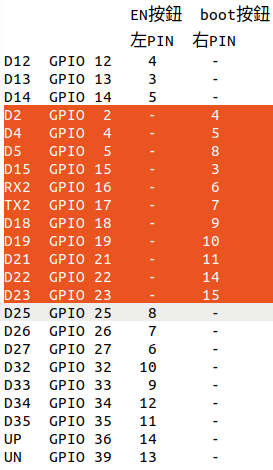 EN按鈕 boot按鈕
左PIN 右PIN
D12 GPIO 12 4 -
D13 GPIO 13 3 -
D14 GPIO 14 5 -
D2 GPIO 2 - 4
D4 GPIO 4 - 5
D5 GPIO 5 - 8
D15 GPIO 15 - 3
RX2 GPIO 16 - 6
TX2 GPIO 17 - 7
D18 GPIO 18 - 9
D19 GPIO 19 - 10
D21 GPIO 21 - 11
D22 GPIO 22 - 14
D23 GPIO 23 - 15
D25 GPIO 25 8 -
D26 GPIO 26 7 -
D27 GPIO 27 6 -
D32 GPIO 32 10 -
D33 GPIO 33 9 -
D34 GPIO 34 12 -
D35 GPIO 35 11 -
UP GPIO 36 14 -
UN GPIO 39 13 -